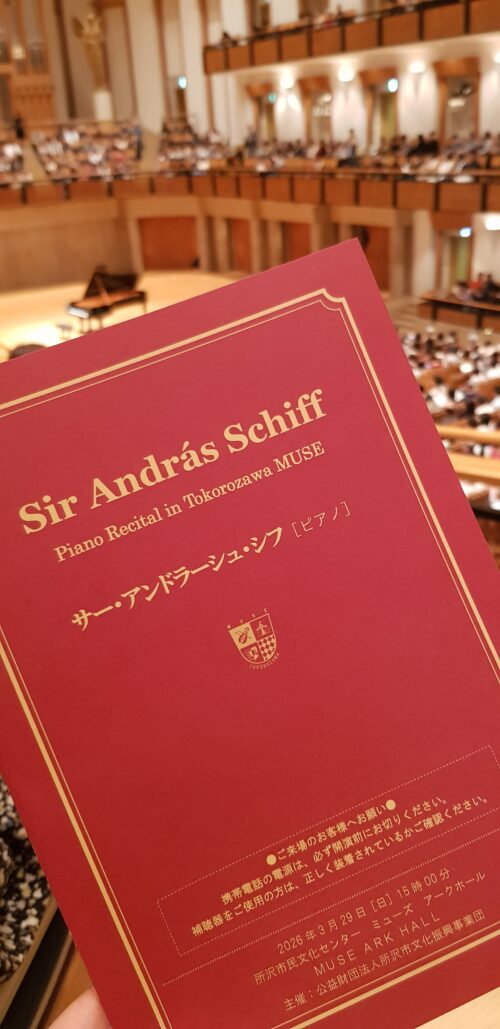 Sir András Schiff
Piano Recital in Tokorozawa MUSE
サー・アンドラーシュ・シフ [ピアノ]
MUSE
TOKOROZAWA
●ご来場のお客様へお願い●
携帯電話の電源は、必ず開演前にお切りください。
補聴器をご使用の方は、正しく装着されているかご確認ください。
2026年3月29日[日]15時00分
所沢市民文化センター ミューズ アークホール
MUSE ARK HALL
主催:公益財団法人所沢市文化振興事業団